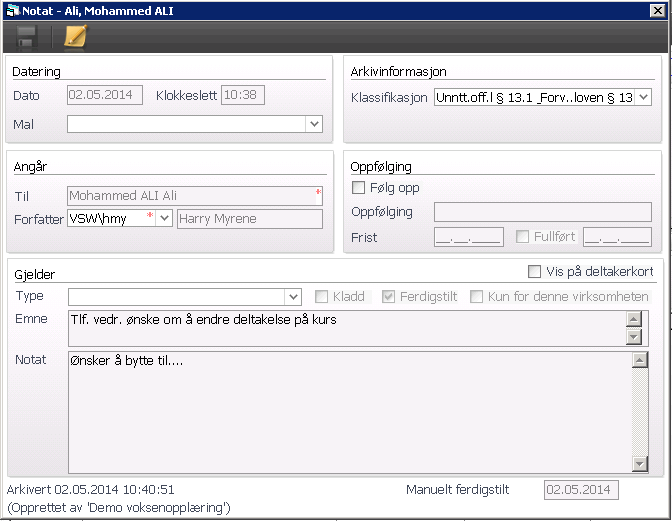 Notat - Ali, Mohammed ALI
Datering
Dato 02.05.2014 Klokkeslett 10:38
Mal
Arkivinformasjon
Klassifikasjon Unntt.off.l § 13.1 _Forv..loven § 13
Angår
Til Mohammed ALI Ali *
Forfatter VSW\hmy * Harry Myrene
Oppfølging
Følg opp
Oppfølging
Frist __.__.____ Fullført __.__.____
Gjelder Vis på deltakerkort
Type Kladd Ferdigstilt Kun for denne virksomheten
Emne Tlf. vedr. ønske om å endre deltakelse på kurs
Notat Ønsker å bytte til....
Arkivert 02.05.2014 10:40:51 Manuelt ferdigstilt 02.05.2014
(Opprettet av 'Demo voksenopplæring')